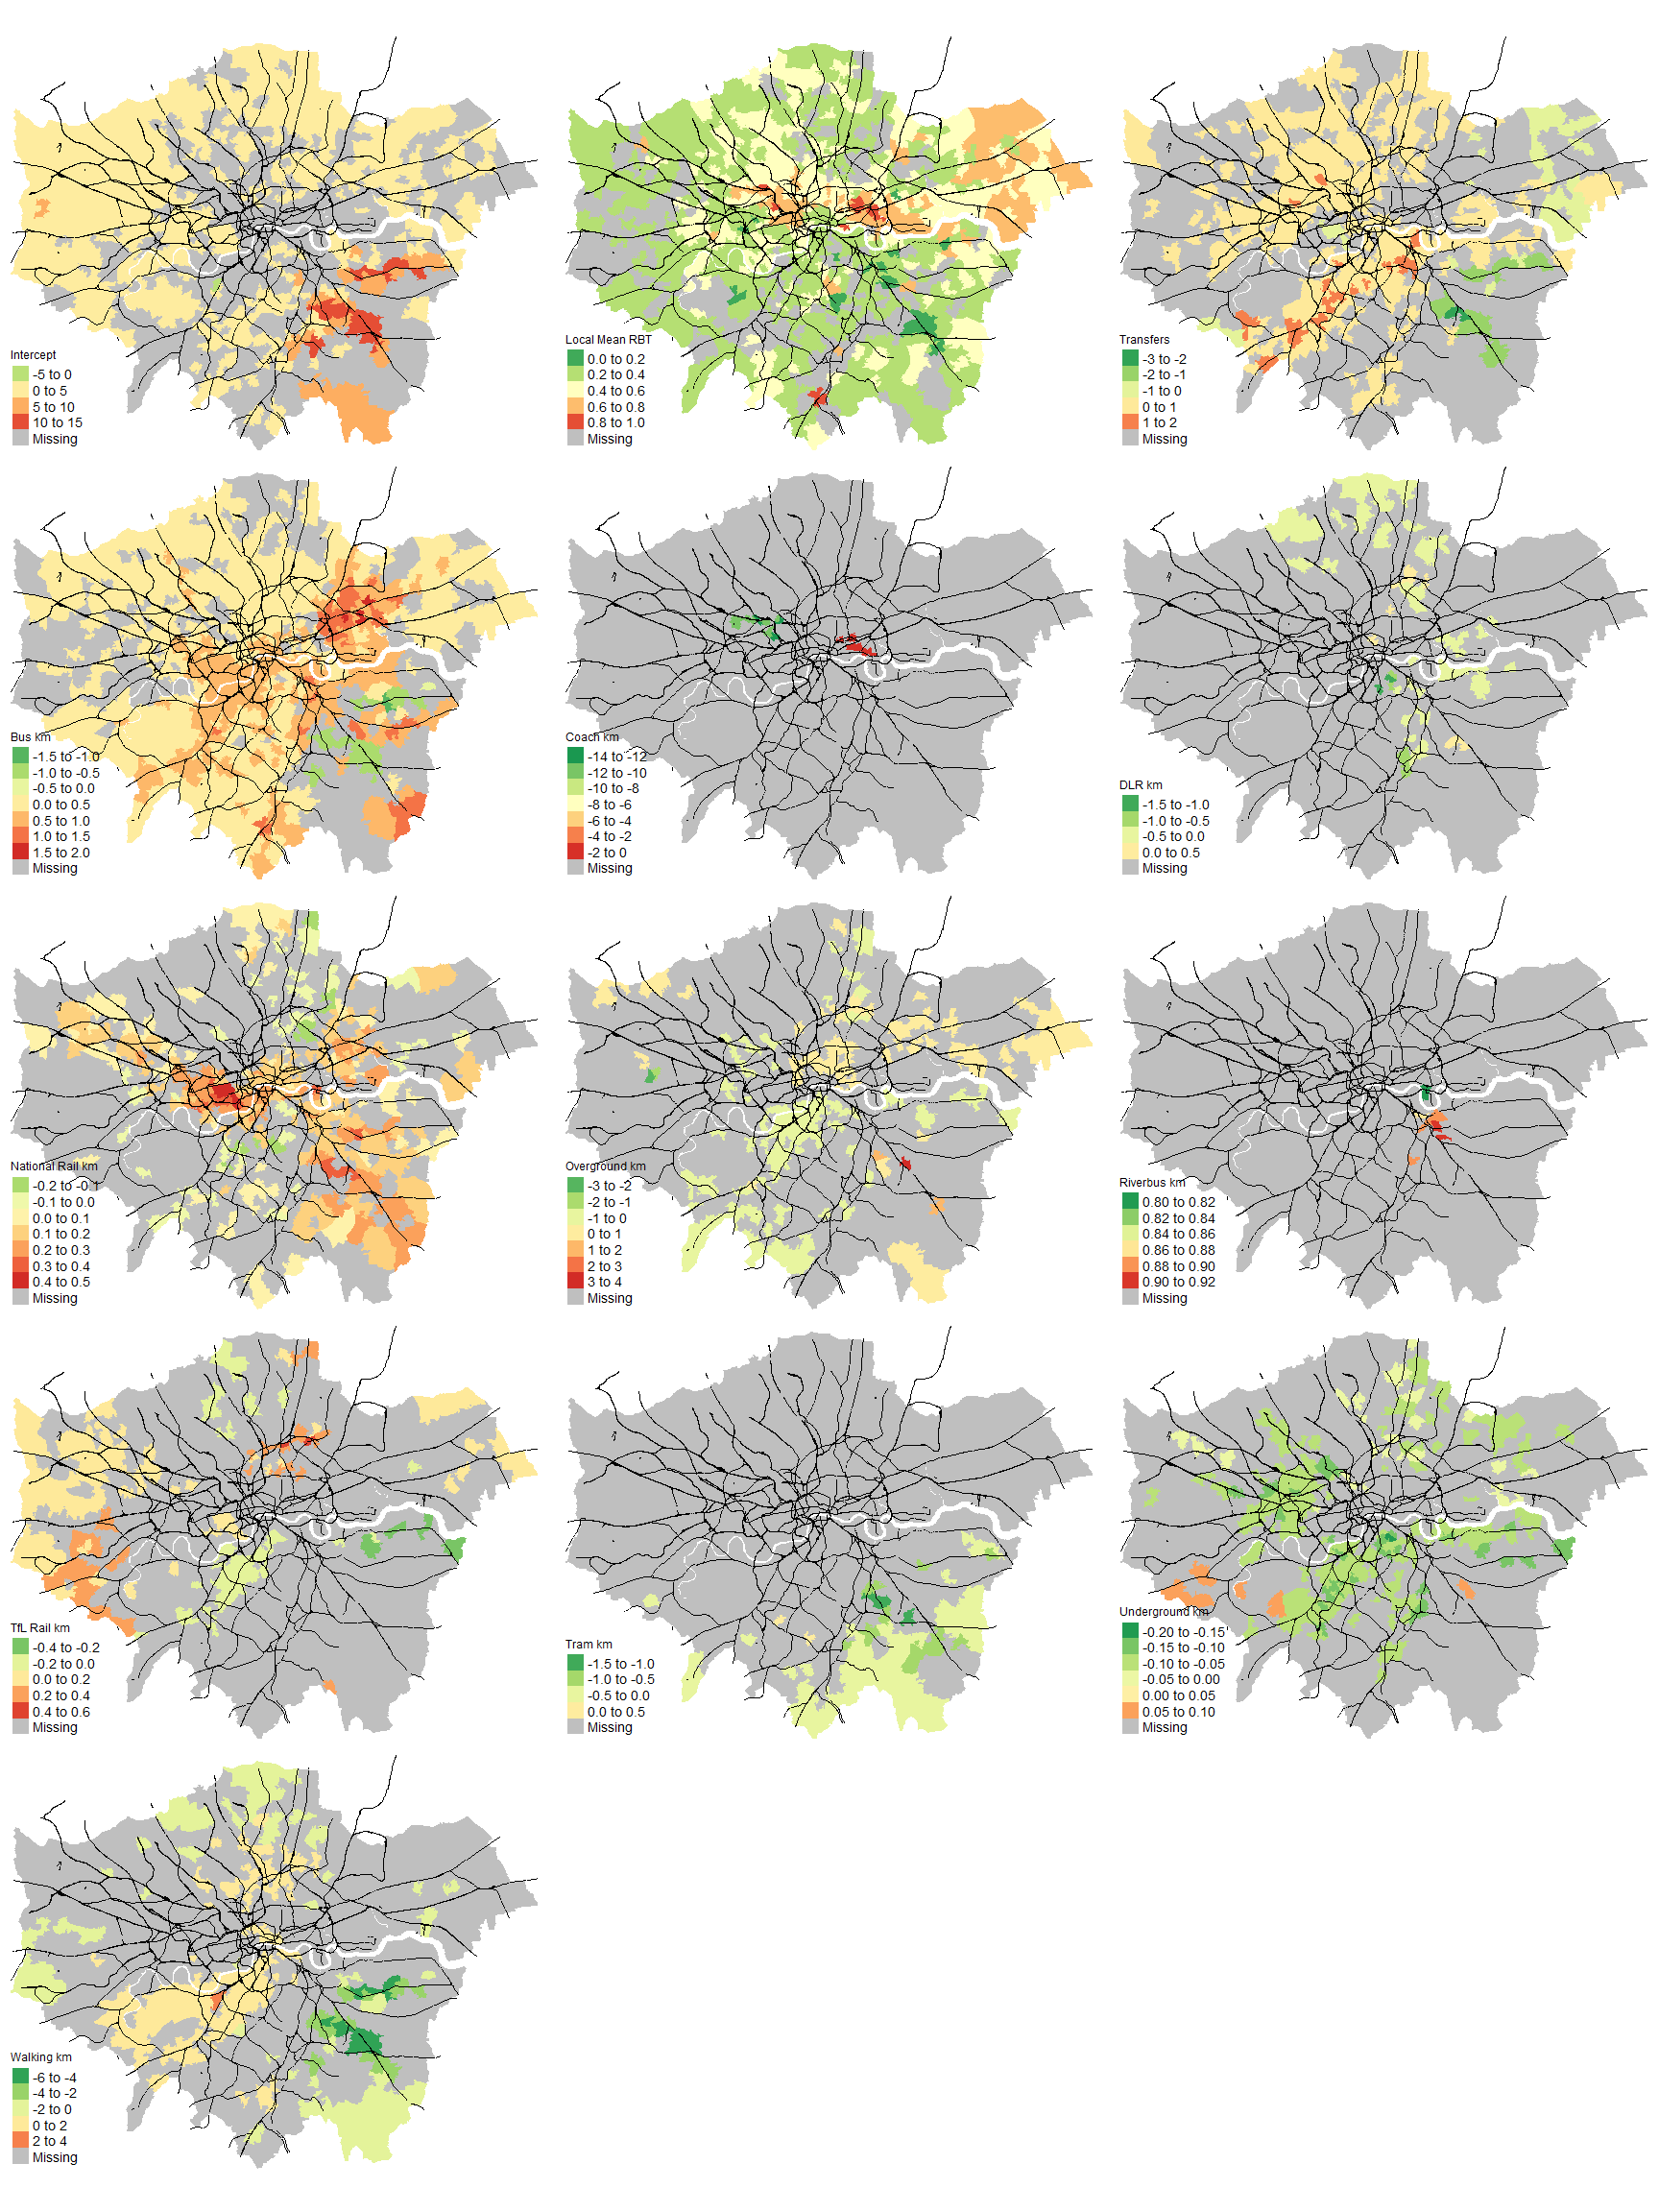 Intercept
-5 to 0
0 to 5
5 to 10
10 to 15
Missing
Local Mean RBT
0.0 to 0.2
0.2 to 0.4
0.4 to 0.6
0.6 to 0.8
0.8 to 1.0
Missing
Transfers
-3 to -2
-2 to -1
-1 to 0
0 to 1
1 to 2
Missing
Bus km
-1.5 to -1.0
-1.0 to -0.5
-0.5 to 0.0
0.0 to 0.5
0.5 to 1.0
1.0 to 1.5
1.5 to 2.0
Missing
Coach km
-14 to -12
-12 to -10
-10 to -8
-8 to -6
-6 to -4
-4 to -2
-2 to 0
Missing
DLR km
-1.5 to -1.0
-1.0 to -0.5
-0.5 to 0.0
0.0 to 0.5
Missing
National Rail km
-0.2 to -0.1
-0.1 to 0.0
0.0 to 0.1
0.1 to 0.2
0.2 to 0.3
0.3 to 0.4
0.4 to 0.5
Missing
Overground km
-3 to -2
-2 to -1
-1 to 0
0 to 1
1 to 2
2 to 3
3 to 4
Missing
Riverbus km
0.80 to 0.82
0.82 to 0.84
0.84 to 0.86
0.86 to 0.88
0.88 to 0.90
0.90 to 0.92
Missing
TfL Rail km
-0.4 to -0.2
-0.2 to 0.0
0.0 to 0.2
0.2 to 0.4
0.4 to 0.6
Missing
Tram km
-1.5 to -1.0
-1.0 to -0.5
-0.5 to 0.0
0.0 to 0.5
Missing
Underground km
-0.20 to -0.15
-0.15 to -0.10
-0.10 to -0.05
-0.05 to 0.00
0.00 to 0.05
0.05 to 0.10
Missing
Walking km
-6 to -4
-4 to -2
-2 to 0
0 to 2
2 to 4
Missing